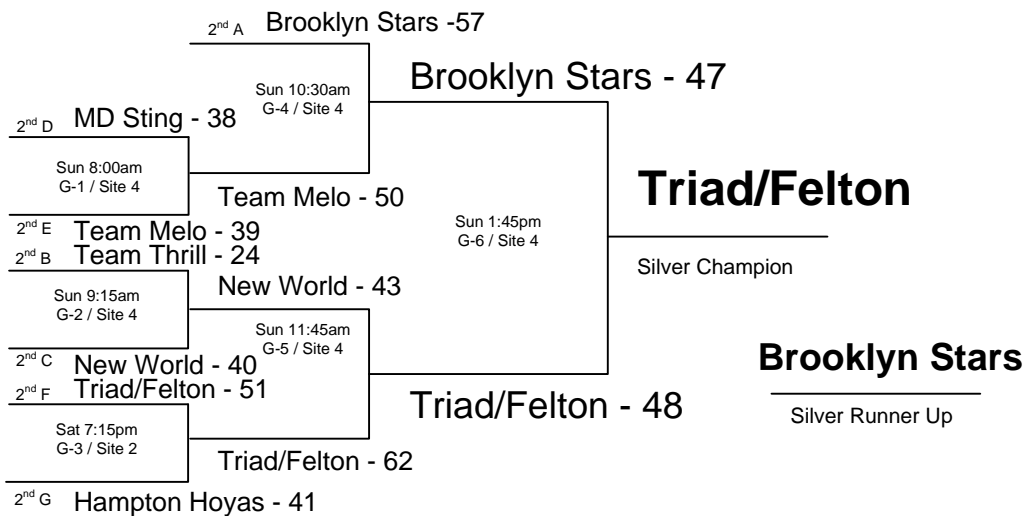 2nd A Brooklyn Stars -57
Sun 10:30am
G-4 / Site 4
Brooklyn Stars - 47
2nd D MD Sting - 38
Sun 8:00am
G-1 / Site 4
Team Melo - 50
2nd E Team Melo - 39
Sun 1:45pm
G-6 / Site 4
Triad/Felton
Silver Champion
2nd B Team Thrill - 24
Sun 9:15am
G-2 / Site 4
New World - 43
Sun 11:45am
G-5 / Site 4
2nd C New World - 40
2nd F Triad/Felton - 51
Triad/Felton - 48
Brooklyn Stars
Silver Runner Up
Sat 7:15pm
G-3 / Site 2
Triad/Felton - 62
2nd G Hampton Hoyas - 41